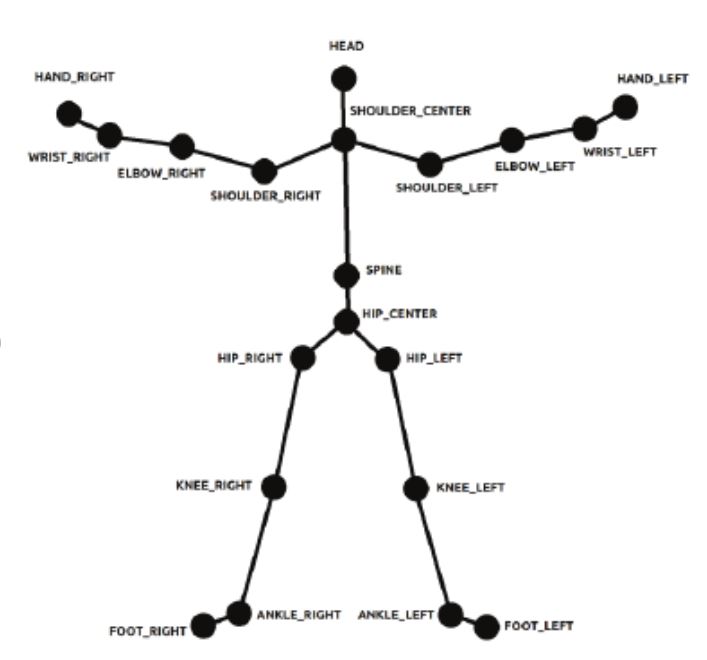 HEAD
HAND_RIGHT
HAND_LEFT
SHOULDER_CENTER
WRIST_RIGHT
WRIST_LEFT
ELBOW_RIGHT
ELBOW_LEFT
SHOULDER_RIGHT
SHOULDER_LEFT
SPINE
HIP_CENTER
HIP_RIGHT
HIP_LEFT
KNEE_RIGHT
KNEE_LEFT
ANKLE_RIGHT
ANKLE_LEFT
FOOT_RIGHT
FOOT_LEFT